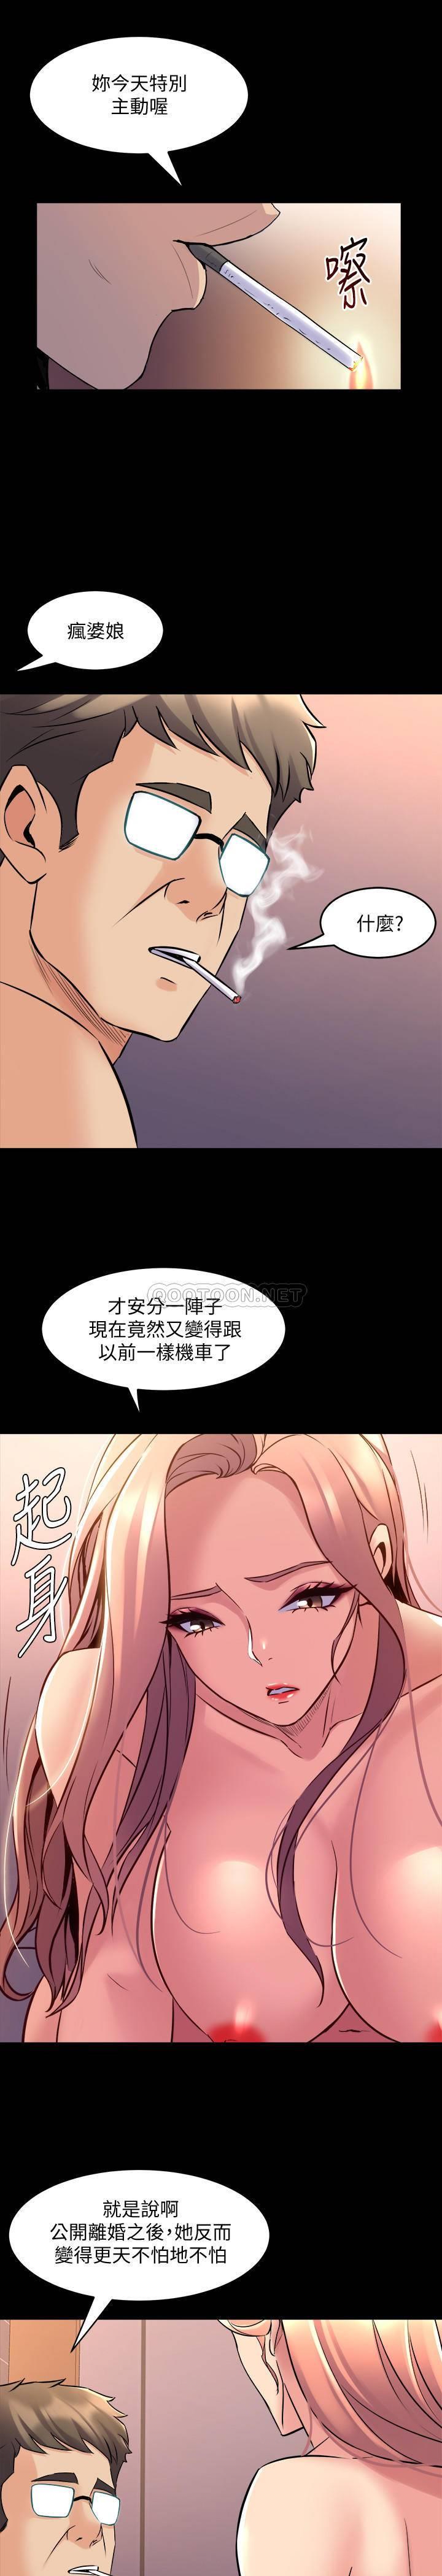 妳今天特別
主動喔
嚓
瘋婆娘
什麼?
QOOTOON.NET
才安分一陣子
現在竟然又變得跟
以前一樣機車了
起身
就是說啊
公開離婚之後,她反而
變得更天不怕地不怕